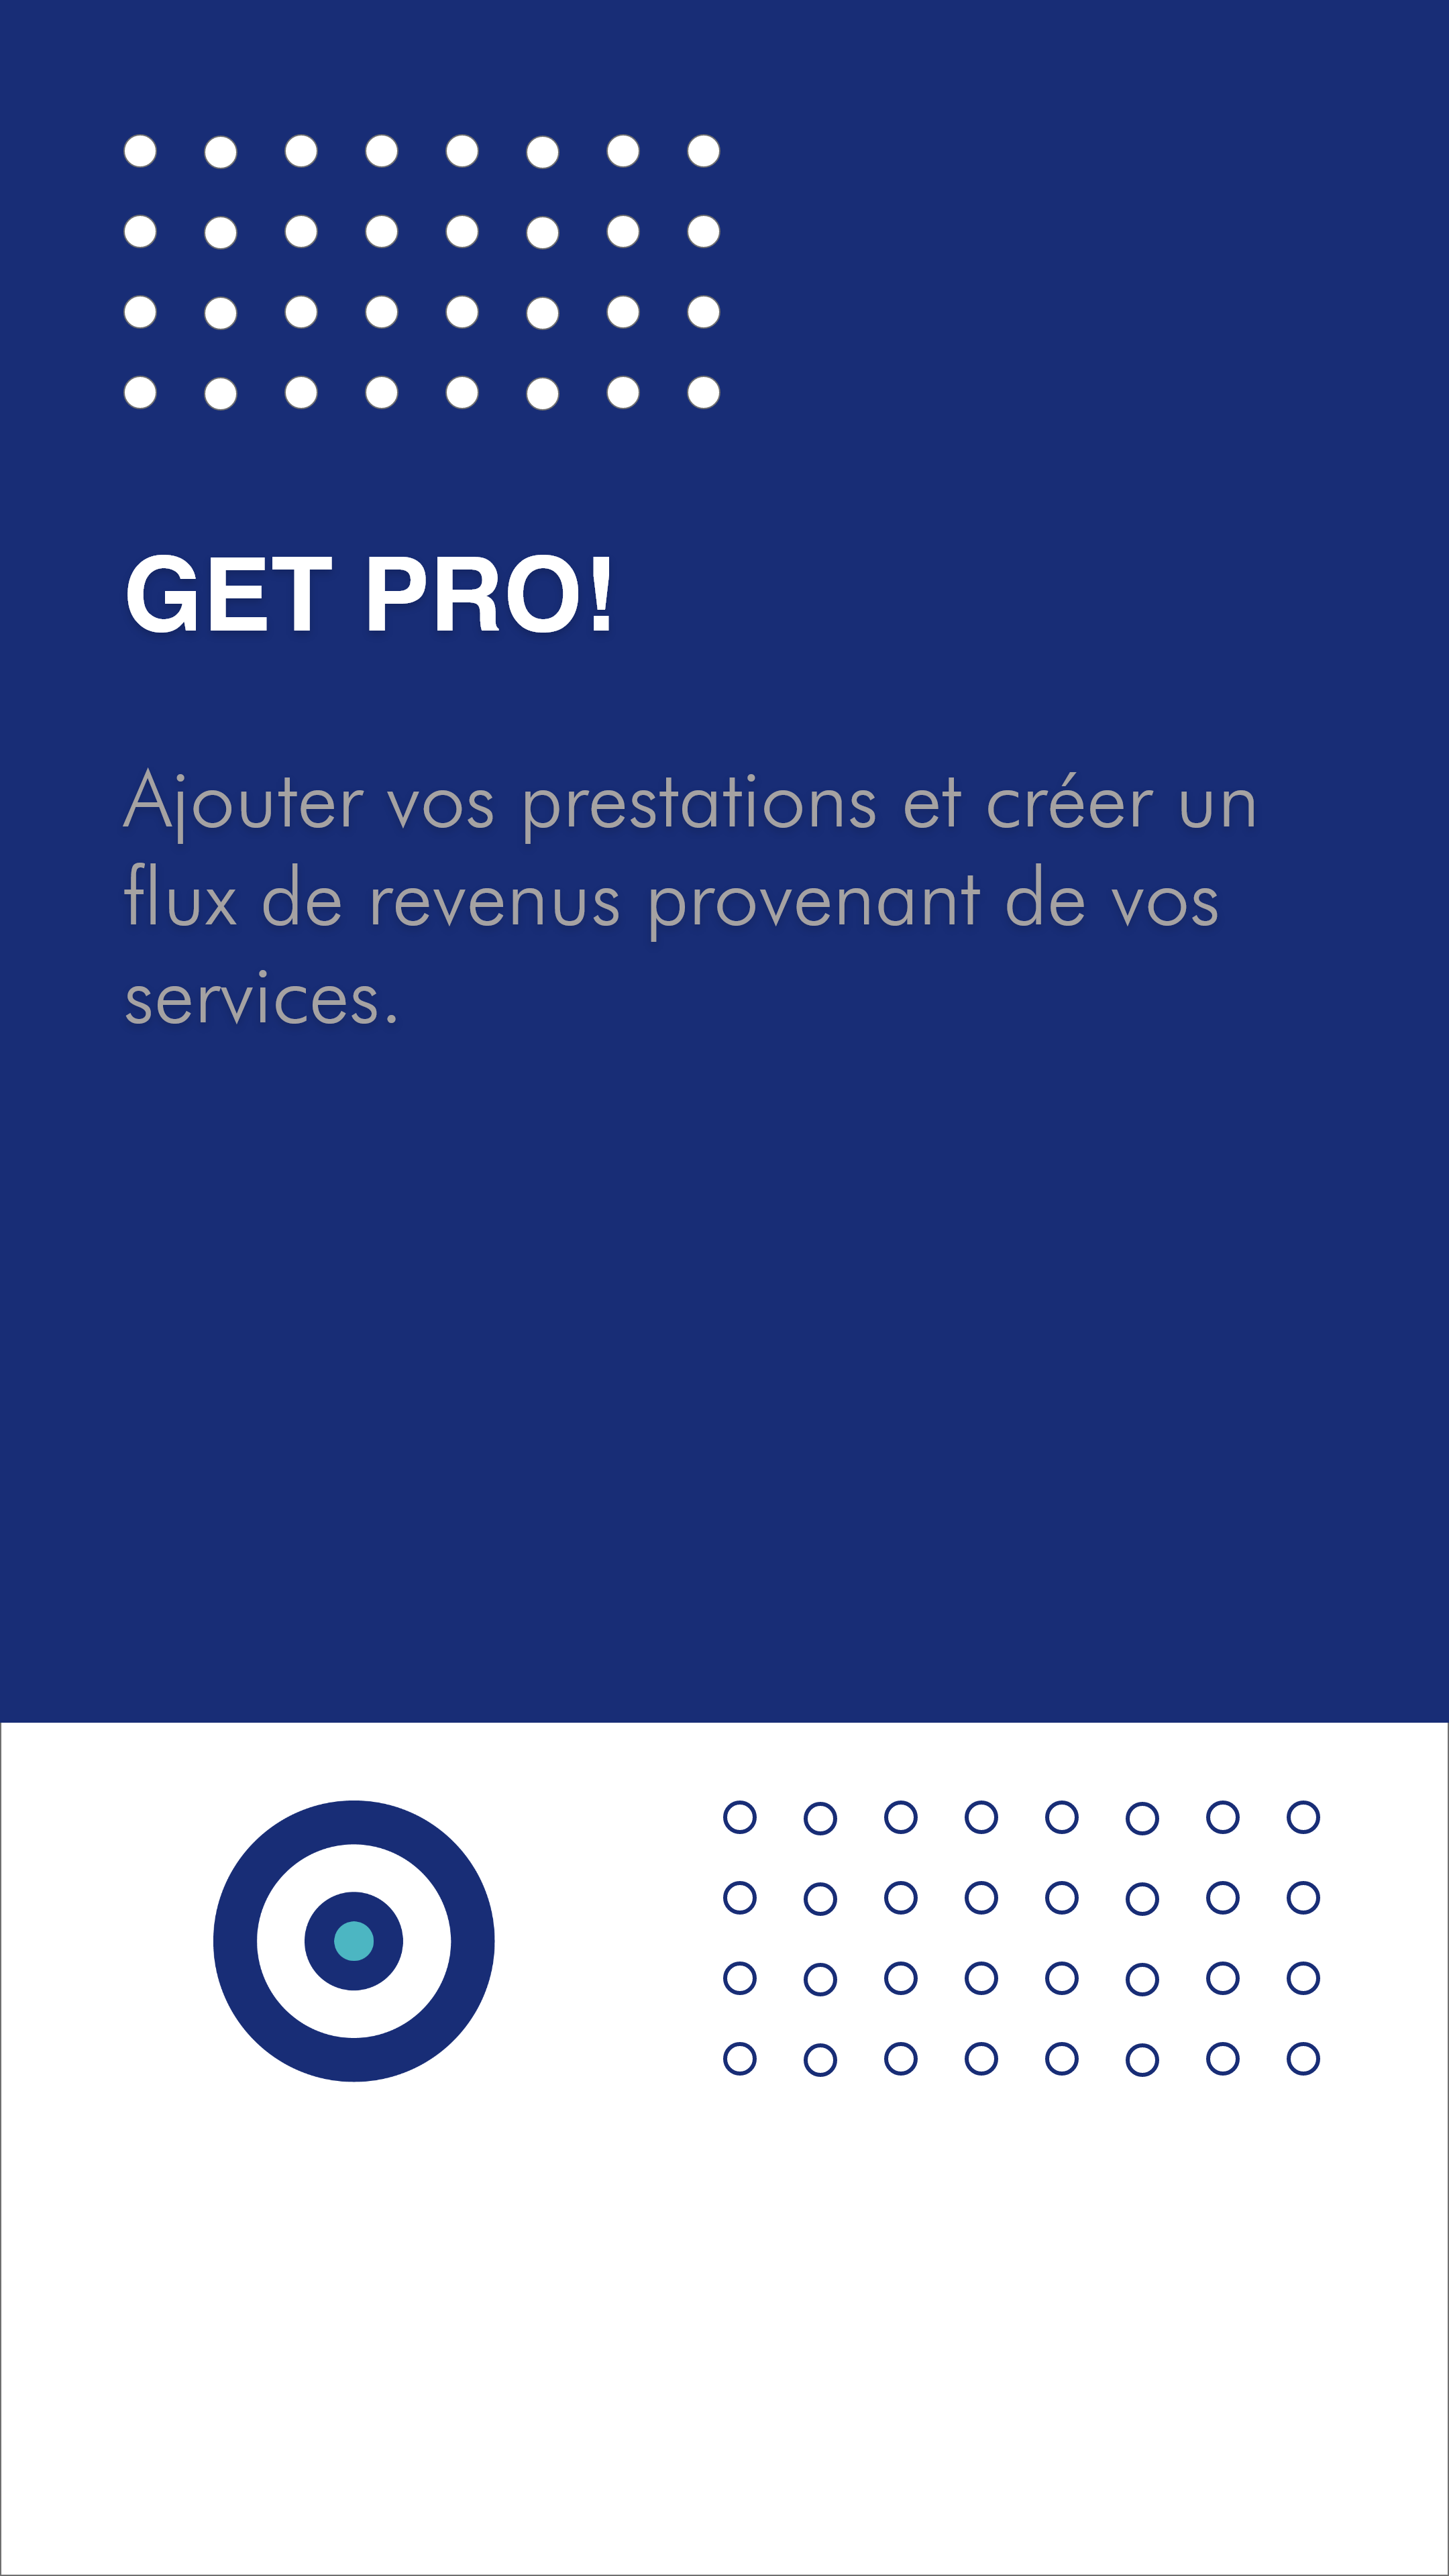 GET PRO!
Ajouter vos prestations et créer un
flux de revenus provenant de vos
services.